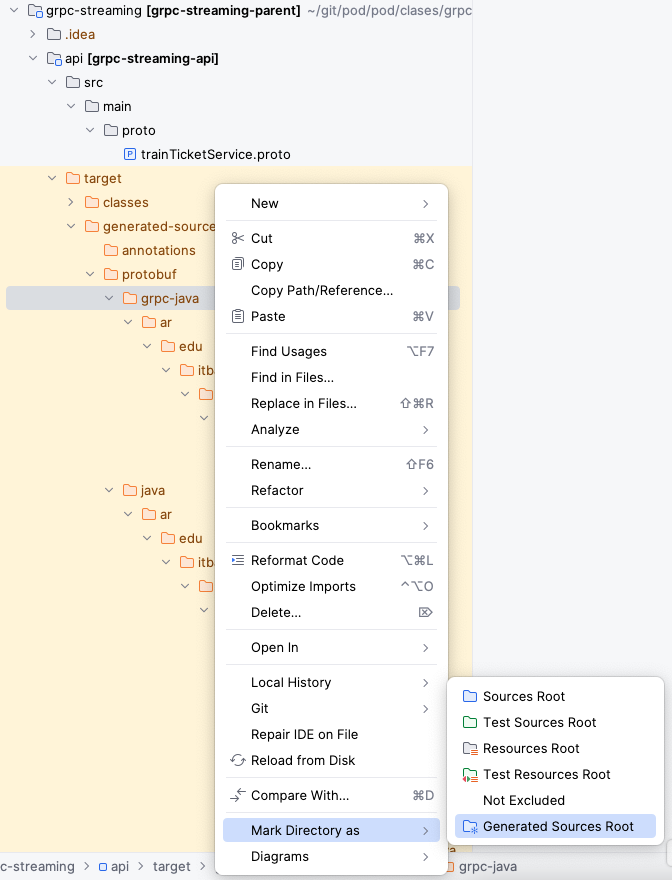 grpc-streaming [grpc-streaming-parent] ~/git/pod/pod/clases/grpc
.idea
api [grpc-streaming-api]
src
main
proto
trainTicketService.proto
target
classes
generated-source
annotations
protobuf
grpc-java
ar
edu
itb
java
ar
edu
itb
New
Cut ⌘X
Copy ⌘C
Copy Path/Reference...
Paste ⌘V
Find Usages ⌥F7
Find in Files...
Replace in Files... ⇧⌘R
Analyze
Rename... ⇧F6
Refactor
Bookmarks
Reformat Code ⌥⌘L
Optimize Imports ^⌥O
Delete... ⌦
Open In
Local History
Git
Repair IDE on File
Reload from Disk
Compare With... ⌘D
Mark Directory as
Diagrams
Sources Root
Test Sources Root
Resources Root
Test Resources Root
Not Excluded
Generated Sources Root
c-streaming > api > target > grpc-java